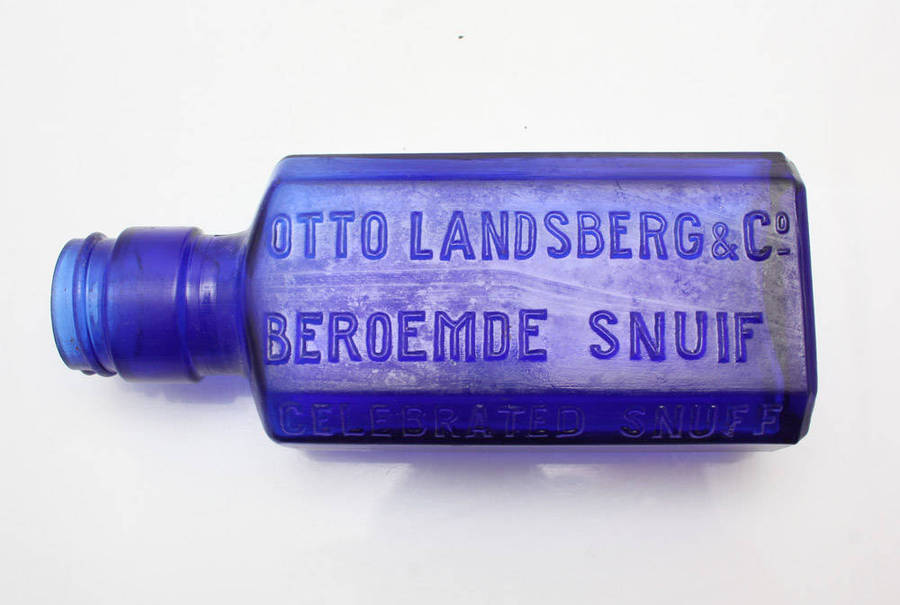 OTTO LANDSBERG & Cº
BEROEMDE SNUIF
CELEBRATED SNUFF